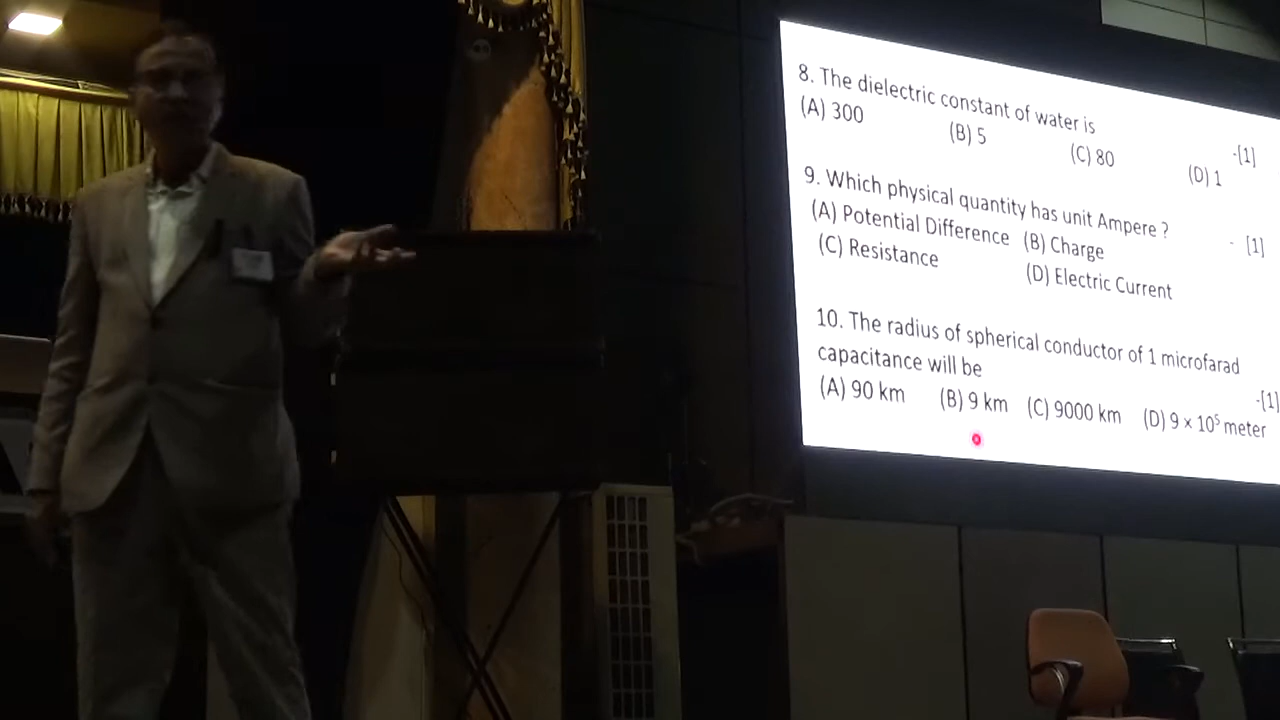 8. The dielectric constant of water is -[1]
(A) 300 (B) 5 (C) 80 (D) 1
9. Which physical quantity has unit Ampere ? - [1]
(A) Potential Difference (B) Charge
(C) Resistance (D) Electric Current
10. The radius of spherical conductor of 1 microfarad
capacitance will be -[1]
(A) 90 km (B) 9 km (C) 9000 km (D) 9 × 10⁵ meter